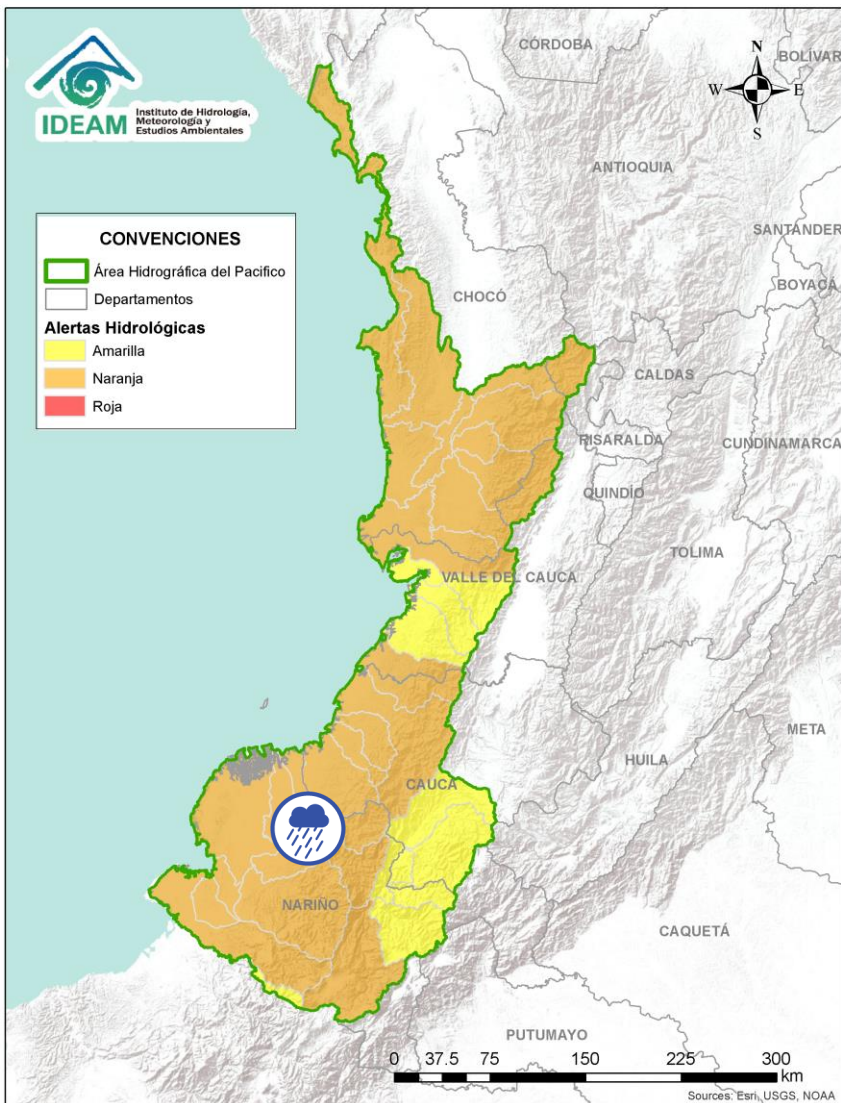 IDEAM
Instituto de Hidrología,
Meteorología y
Estudios Ambientales
N
W
E
S
CÓRDOBA
BOLÍVAR
ANTIOQUIA
SANTANDER
BOYACÁ
CHOCÓ
CALDAS
RISARALDA
CUNDINAMARCA
QUINDÍO
TOLIMA
VALLE DEL CAUCA
META
HUILA
CAUCA
NARIÑO
CAQUETÁ
PUTUMAYO
CONVENCIONES
Área Hidrográfica del Pacifico
Departamentos
Alertas Hidrológicas
Amarilla
Naranja
Roja
0 37.5 75 150 225 300
km
Sources: Esri, USGS, NOAA